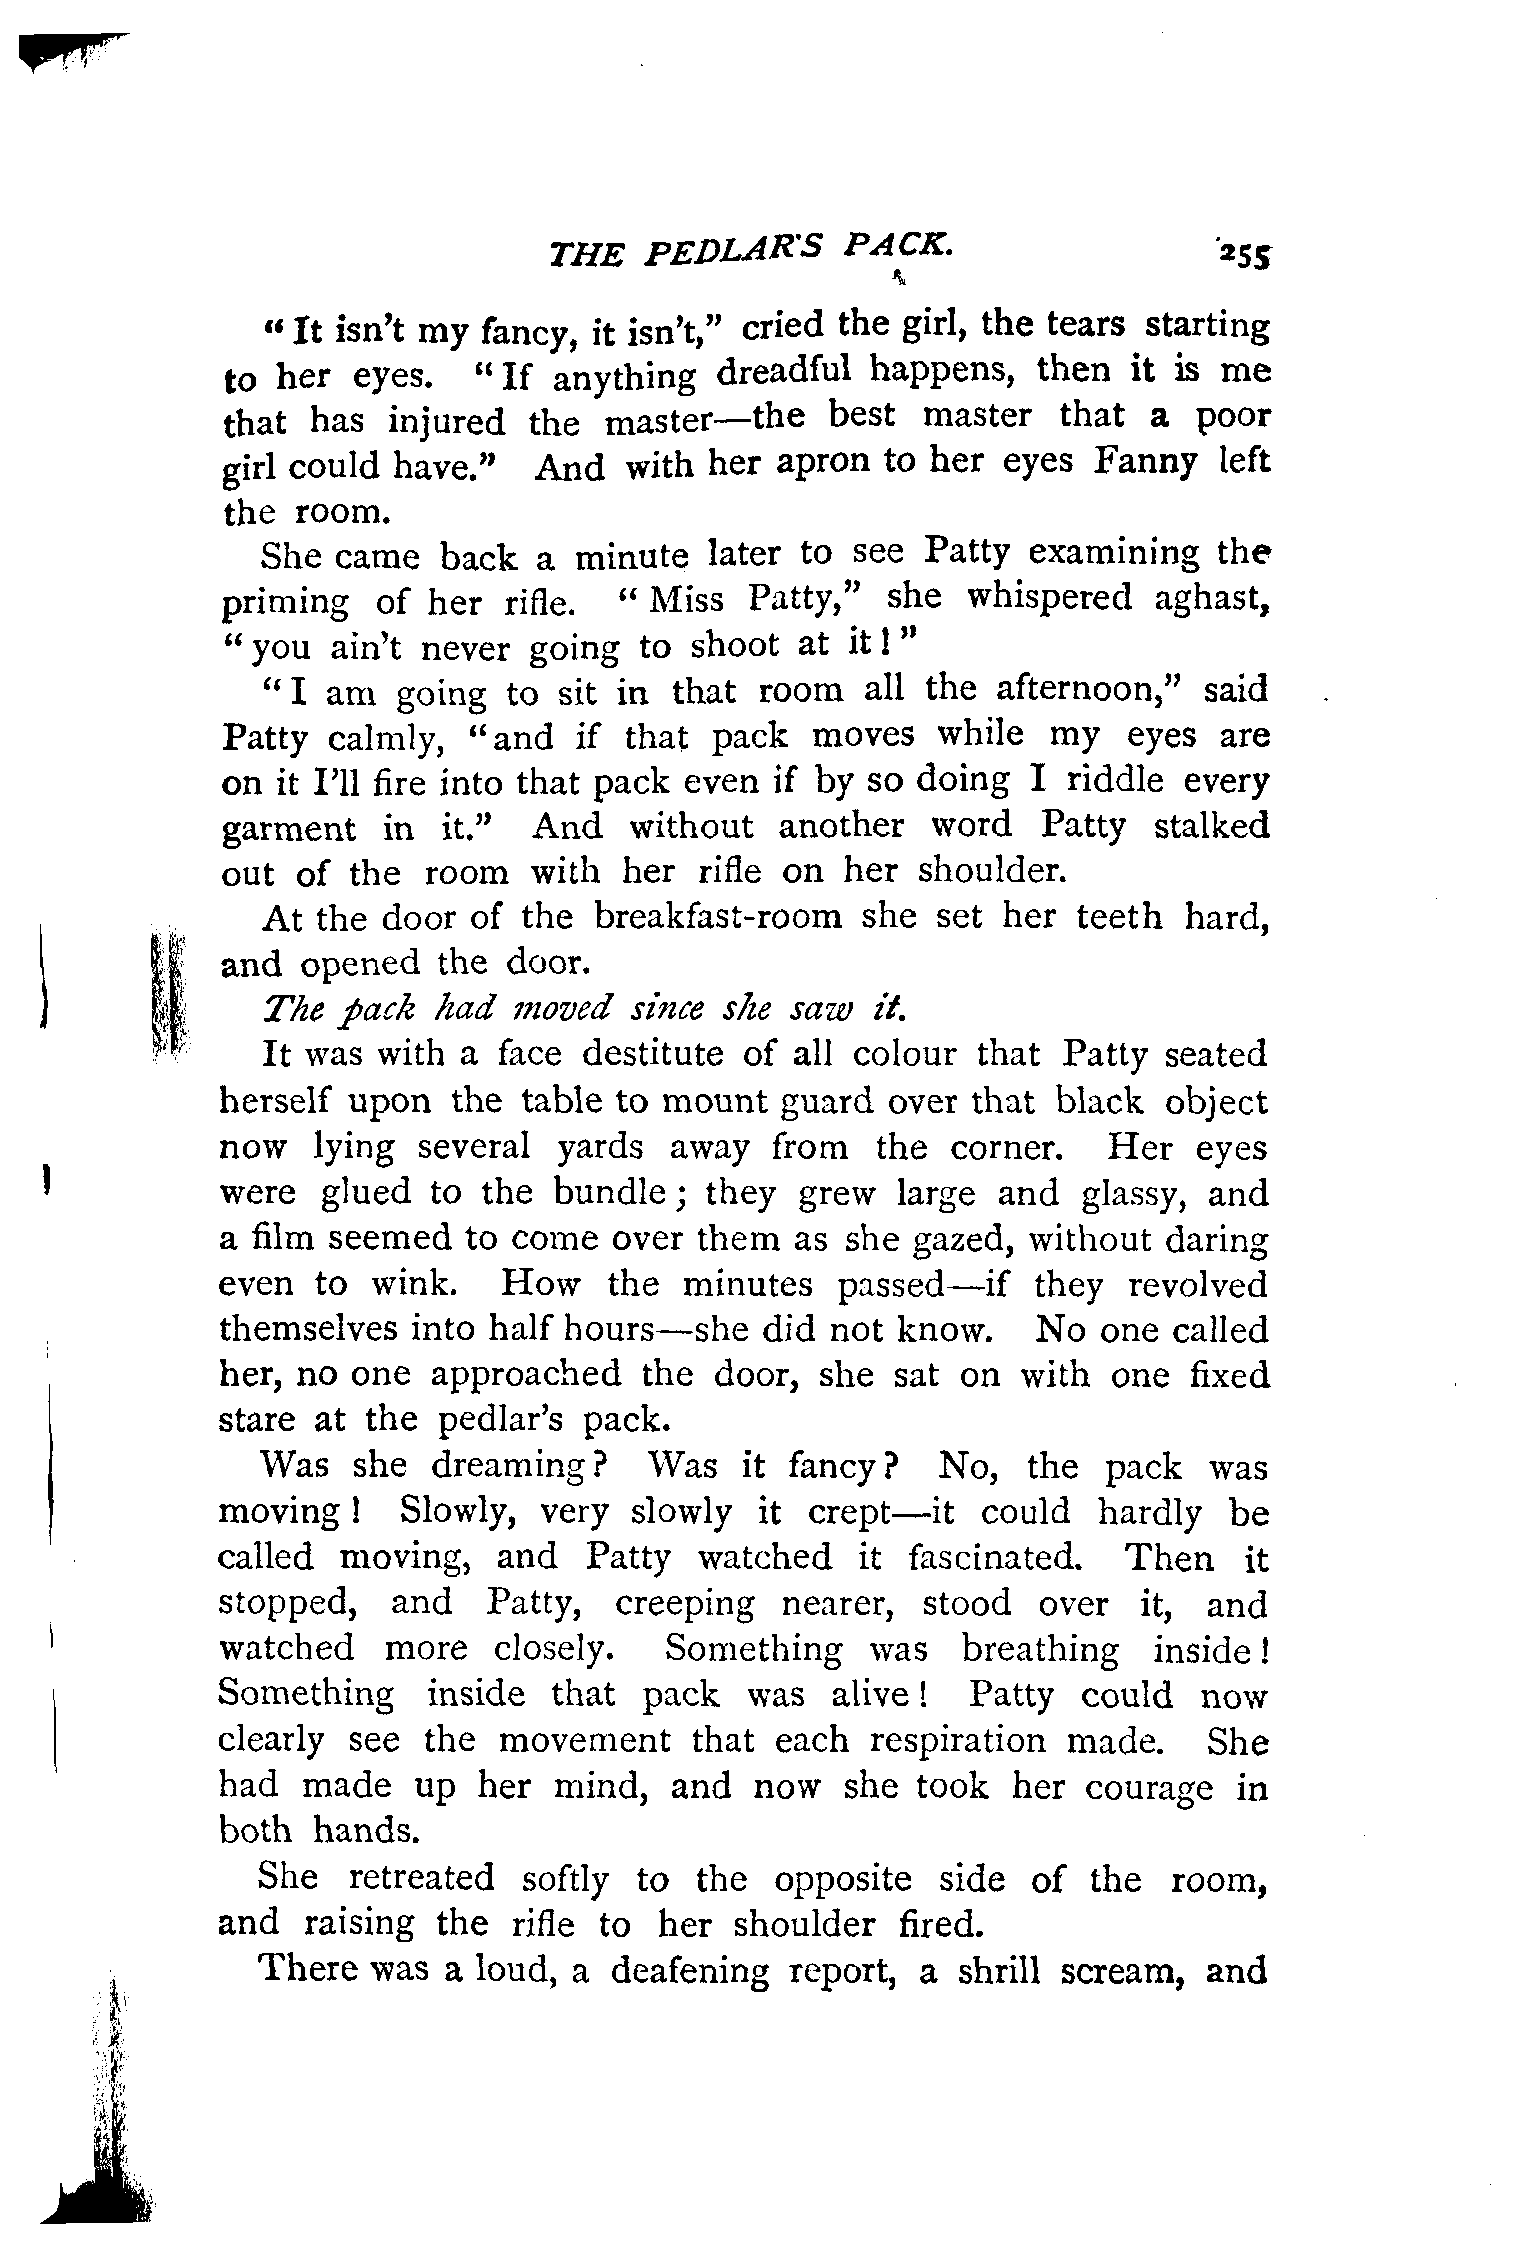 THE PEDLAR'S PACK. 255
“It isn't my fancy, it isn't,” cried the girl, the tears starting
to her eyes. “If anything dreadful happens, then it is me
that has injured the master—the best master that a poor
girl could have.” And with her apron to her eyes Fanny left
the room.
She came back a minute later to see Patty examining the
priming of her rifle. “Miss Patty,” she whispered aghast,
“you ain't never going to shoot at it!”
“I am going to sit in that room all the afternoon,” said
Patty calmly, “and if that pack moves while my eyes are
on it I'll fire into that pack even if by so doing I riddle every
garment in it.” And without another word Patty stalked
out of the room with her rifle on her shoulder.
At the door of the breakfast-room she set her teeth hard,
and opened the door.
The pack had moved since she saw it.
It was with a face destitute of all colour that Patty seated
herself upon the table to mount guard over that black object
now lying several yards away from the corner. Her eyes
were glued to the bundle; they grew large and glassy, and
a film seemed to come over them as she gazed, without daring
even to wink. How the minutes passed—if they revolved
themselves into half hours—she did not know. No one called
her, no one approached the door, she sat on with one fixed
stare at the pedlar's pack.
Was she dreaming? Was it fancy? No, the pack was
moving! Slowly, very slowly it crept—it could hardly be
called moving, and Patty watched it fascinated. Then it
stopped, and Patty, creeping nearer, stood over it, and
watched more closely. Something was breathing inside!
Something inside that pack was alive! Patty could now
clearly see the movement that each respiration made. She
had made up her mind, and now she took her courage in
both hands.
She retreated softly to the opposite side of the room,
and raising the rifle to her shoulder fired.
There was a loud, a deafening report, a shrill scream, and